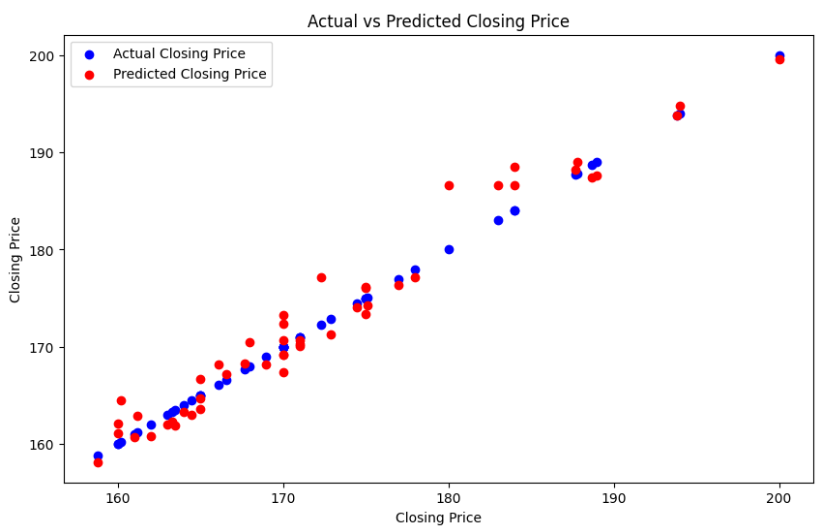 Actual vs Predicted Closing Price
Actual Closing Price
Predicted Closing Price
200
190
180
170
160
Closing Price
160 170 180 190 200
Closing Price